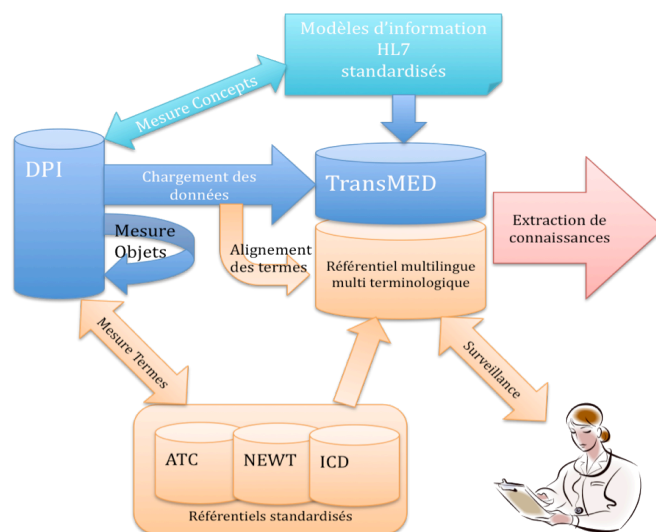 Modèles d'information
HL7
standardisés
Mesure Concepts
DPI
Chargement des
données
TransMED
Mesure
Objets
Alignement
des termes
Référentiel multilingue
multi terminologique
Extraction de
connaissances
Mesure Termes
Surveillance
ATC
NEWT
ICD
Référentiels standardisés